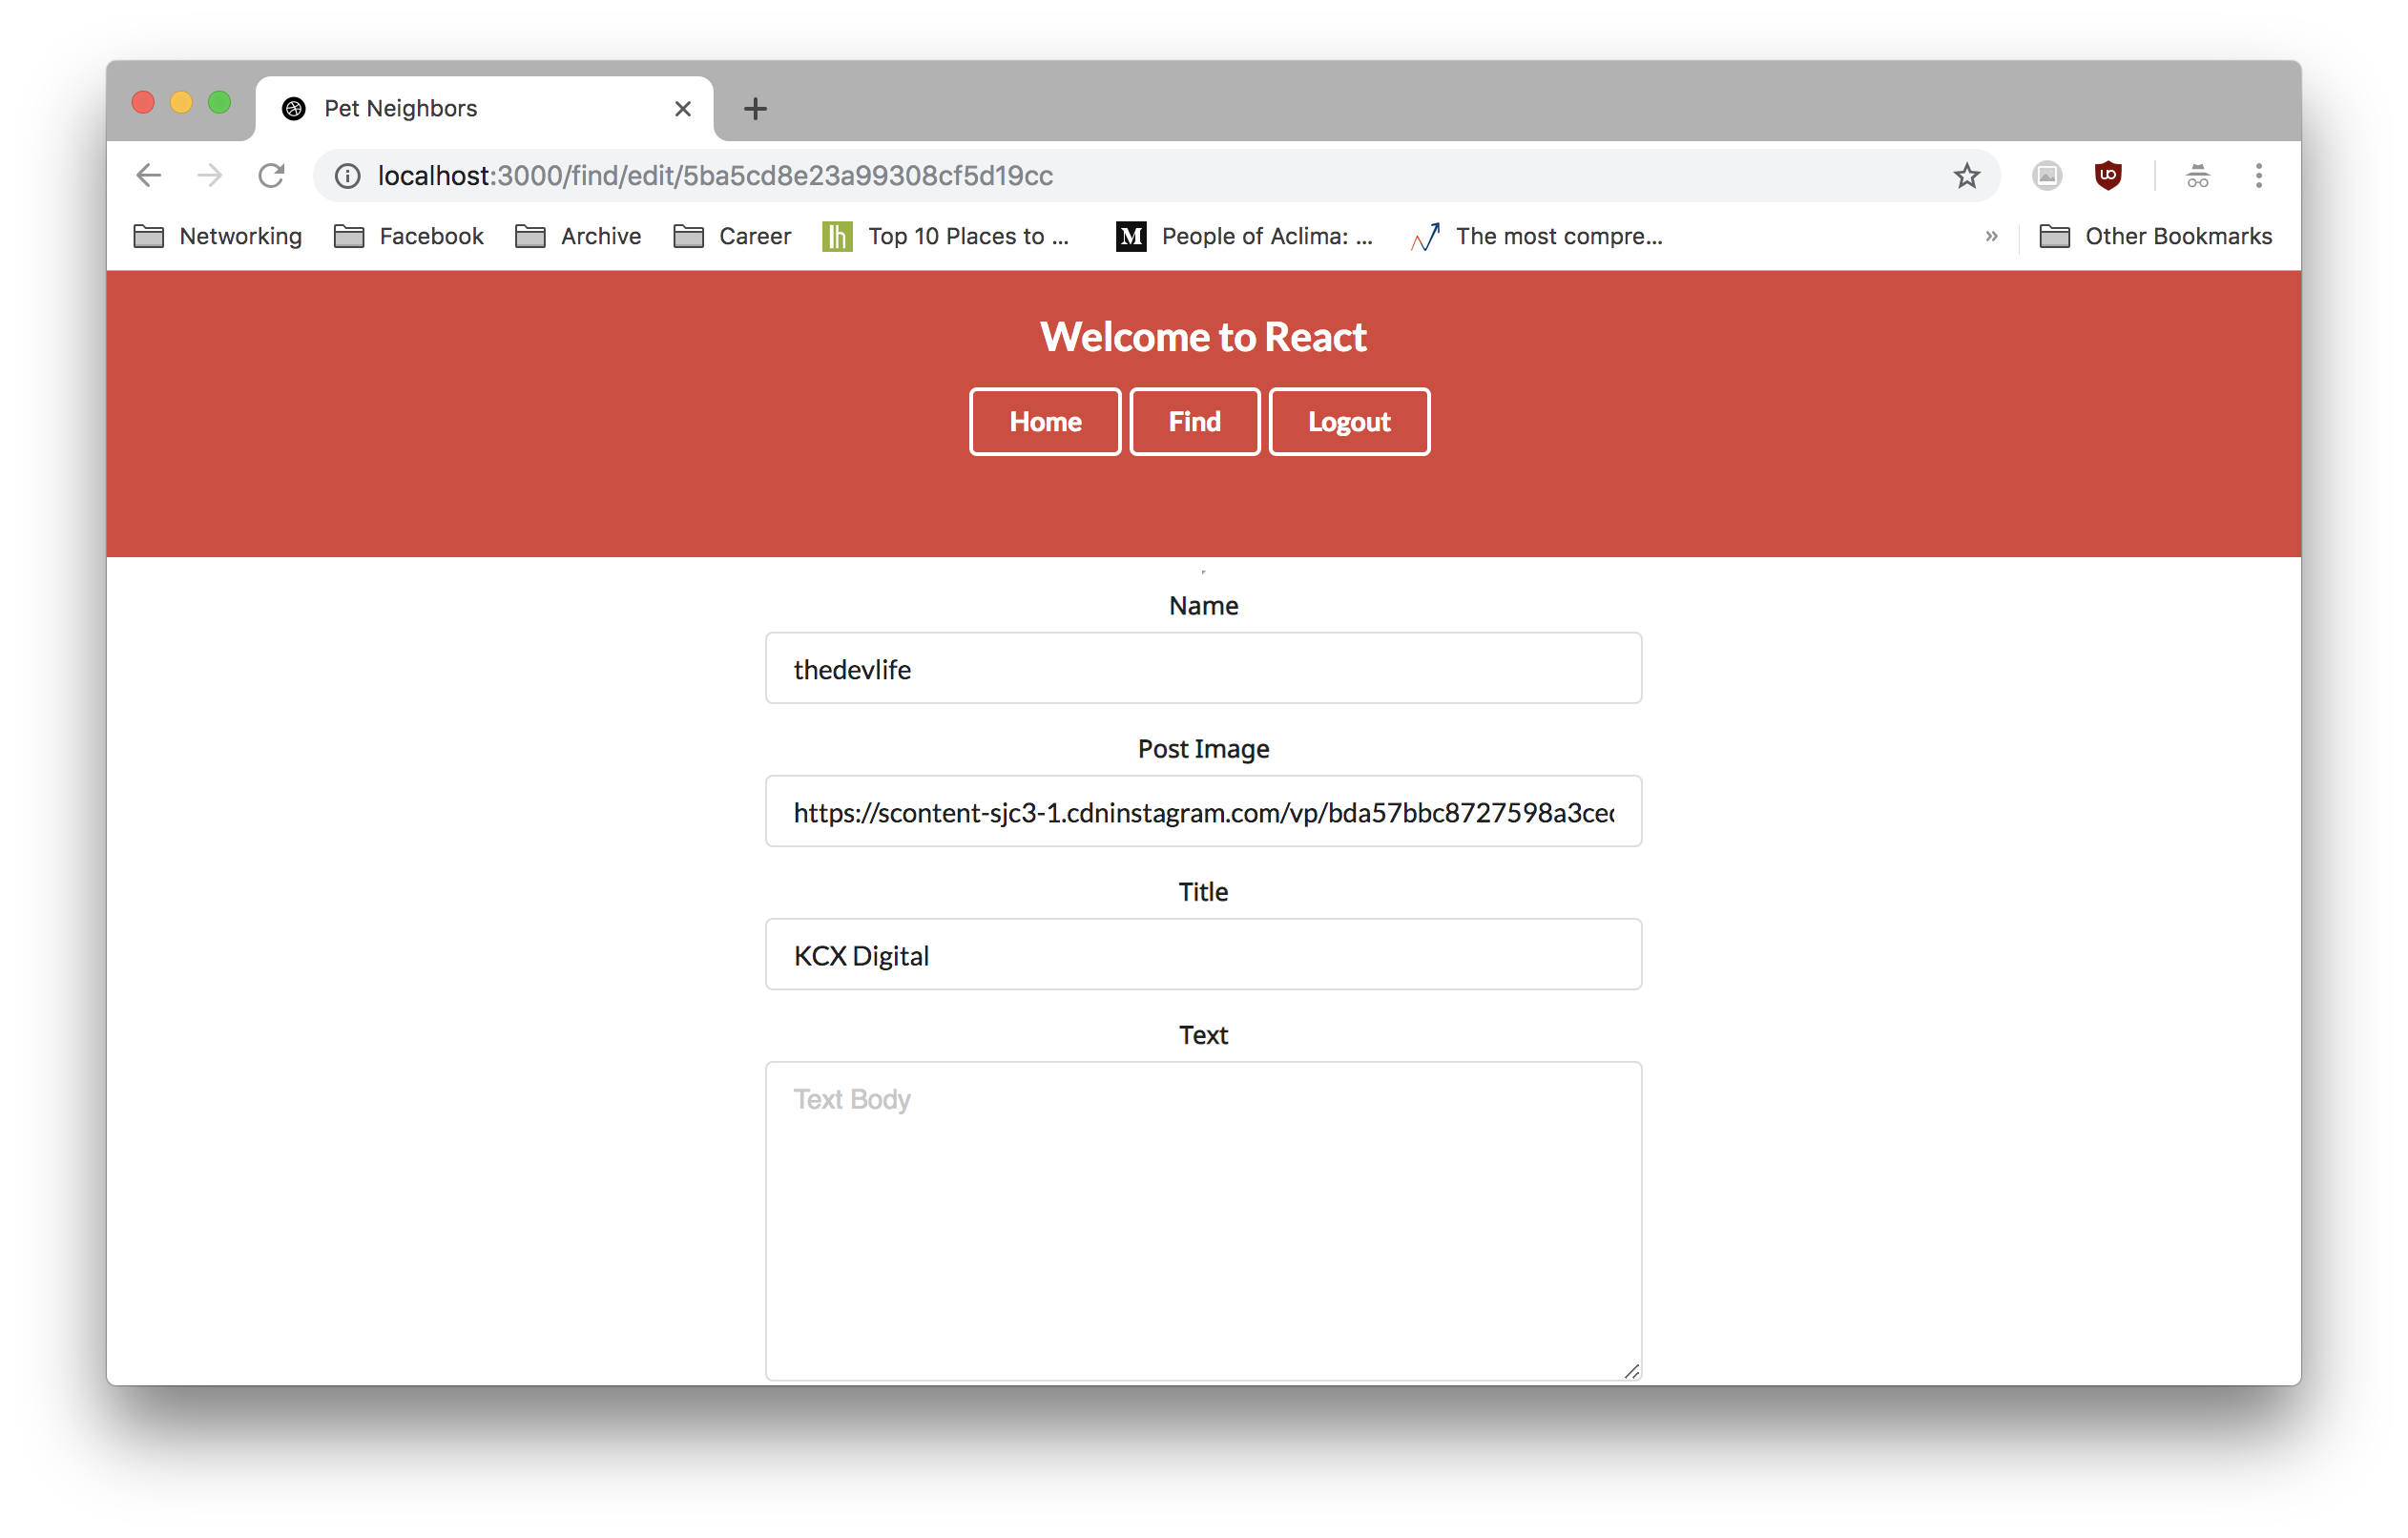 Pet Neighbors
localhost:3000/find/edit/5ba5cd8e23a99308cf5d19cc
Networking Facebook Archive Career lh Top 10 Places to ... M People of Aclima: ... The most compre... » Other Bookmarks
Welcome to React
Home Find Logout
Name
thedevlife
Post Image
https://scontent-sjc3-1.cdninstagram.com/vp/bda57bbc8727598a3cec
Title
KCX Digital
Text
Text Body